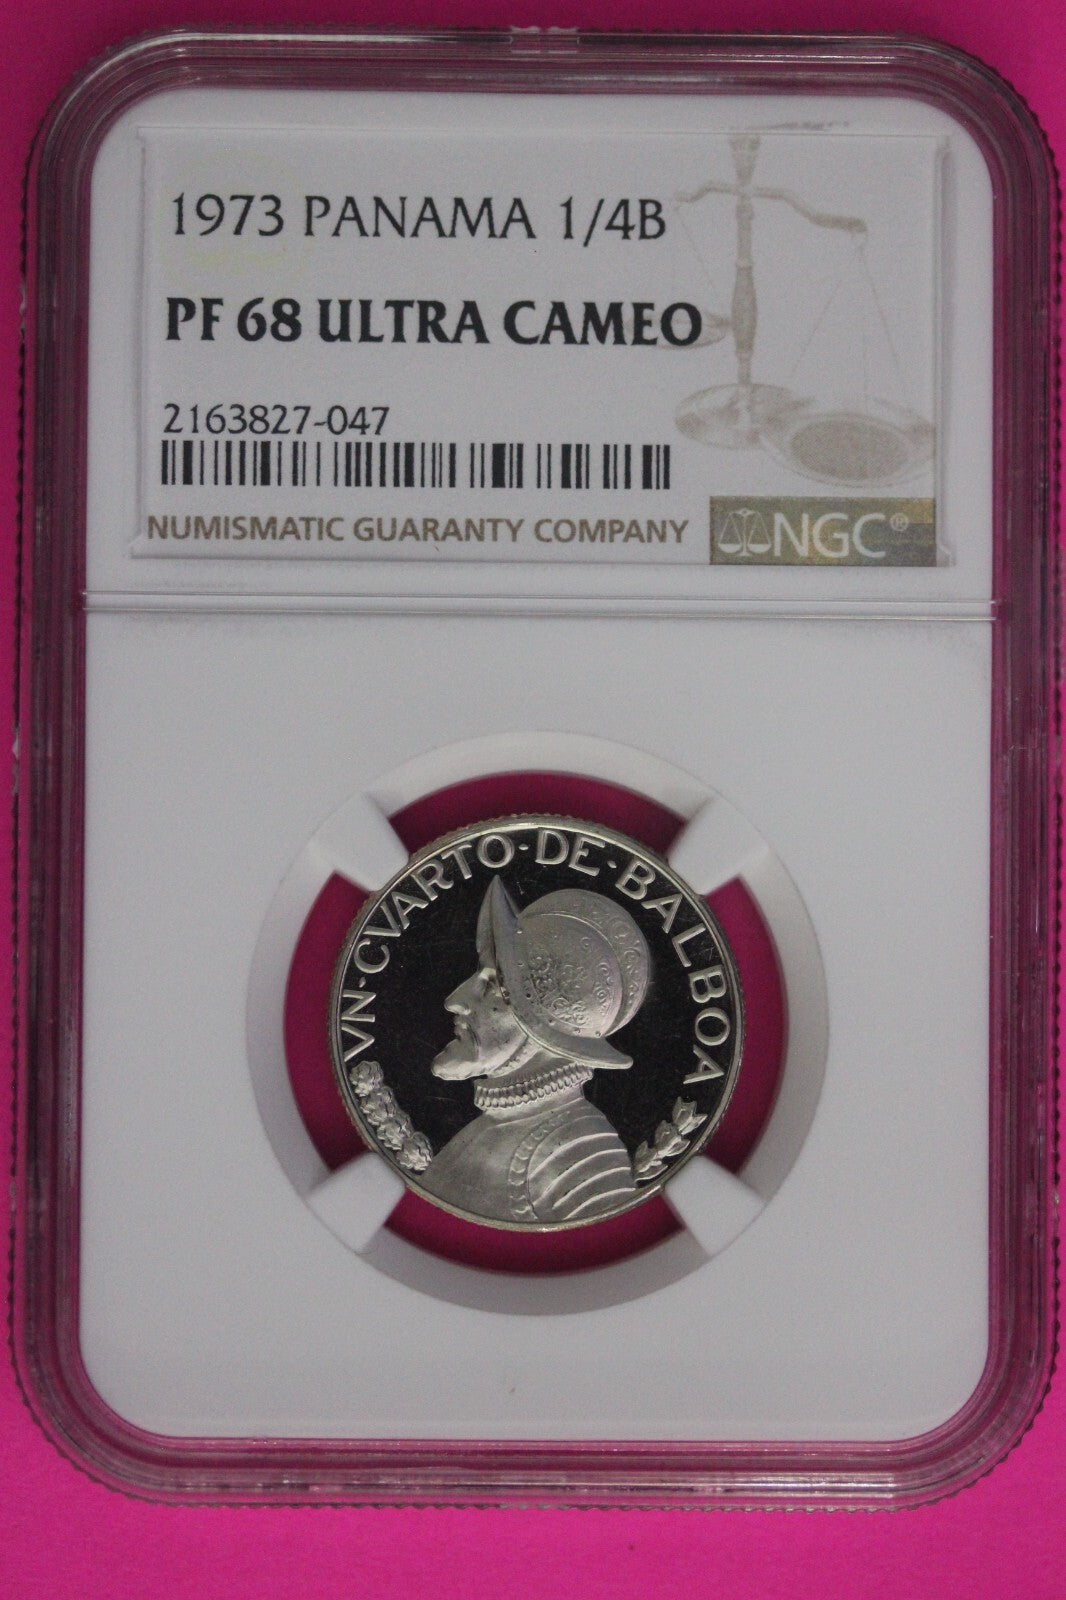 1973 PANAMA 1/4B
PF 68 ULTRA CAMEO
2163827-047
NUMISMATIC GUARANTY COMPANY
NGC®
VN·CVARTO·DE·BALBOA